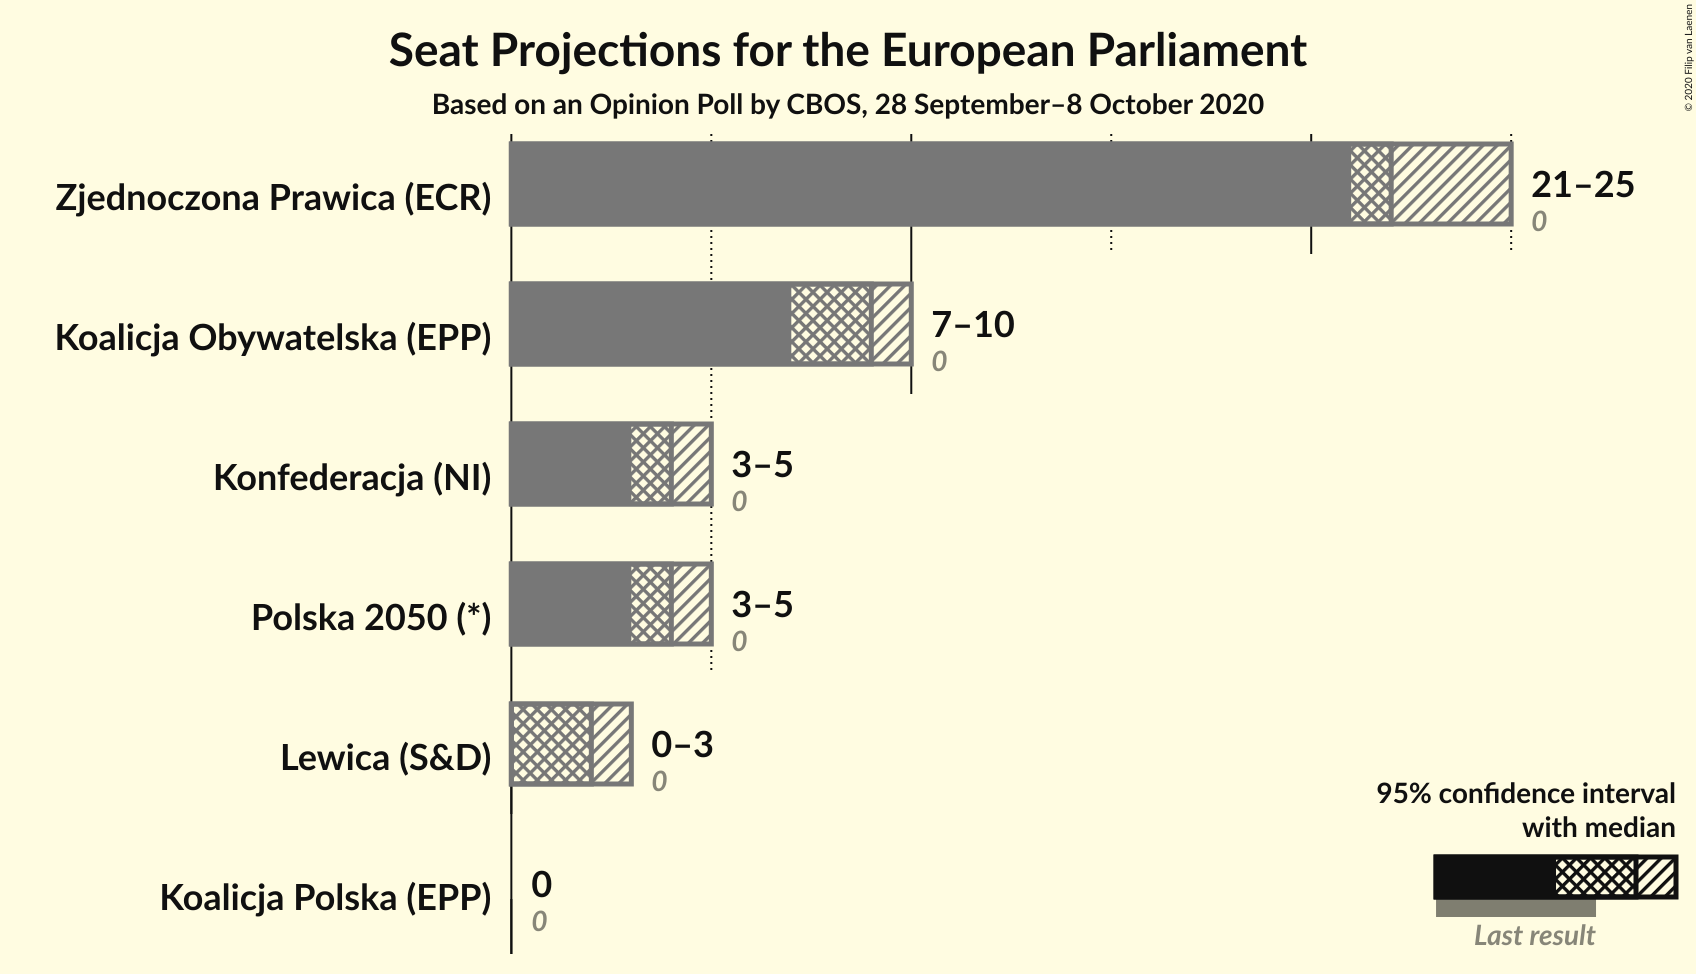 Seat Projections for the European Parliament
Based on an Opinion Poll by CBOS, 28 September–8 October 2020
© 2020 Filip van Laenen
Zjednoczona Prawica (ECR)
21–25
0
Koalicja Obywatelska (EPP)
7–10
0
Konfederacja (NI)
3–5
0
Polska 2050 (*)
3–5
0
Lewica (S&D)
0–3
0
Koalicja Polska (EPP)
0
0
95% confidence interval
with median
Last result